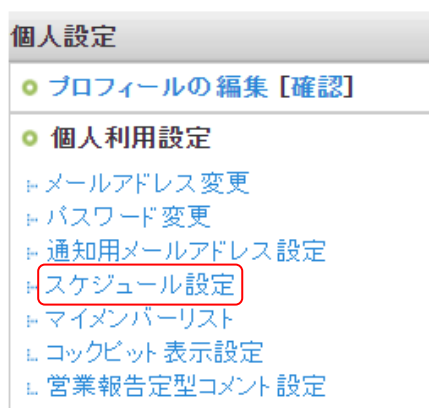 個人設定
プロフィールの編集 [確認]
個人利用設定
メールアドレス変更
パスワード変更
通知用メールアドレス設定
スケジュール設定
マイメンバーリスト
コックピット表示設定
営業報告定型コメント設定